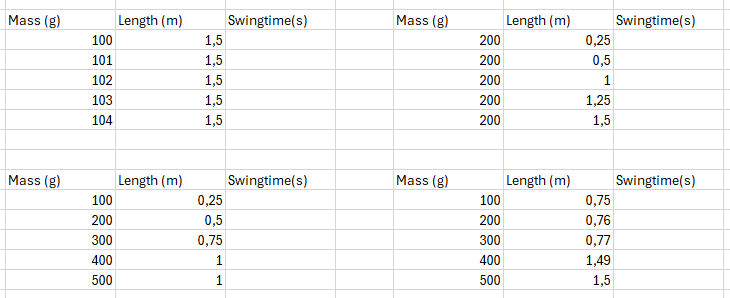 Mass (g) Length (m) Swingtime(s) Mass (g) Length (m) Swingtime(s)
100 1,5 200 0,25
101 1,5 200 0,5
102 1,5 200 1
103 1,5 200 1,25
104 1,5 200 1,5
Mass (g) Length (m) Swingtime(s) Mass (g) Length (m) Swingtime(s)
100 0,25 100 0,75
200 0,5 200 0,76
300 0,75 300 0,77
400 1 400 1,49
500 1 500 1,5